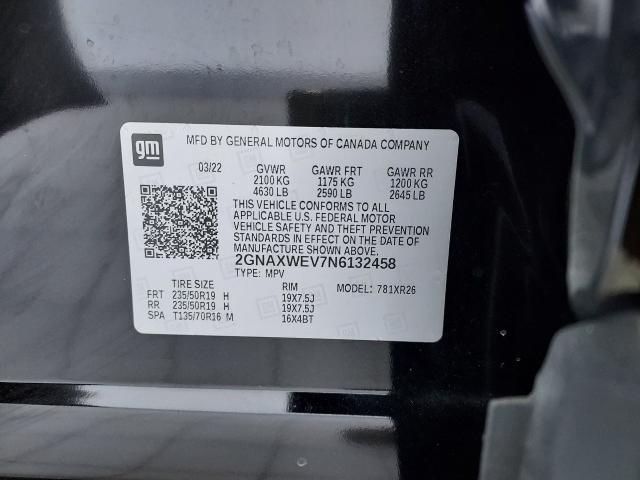 gm
MFD BY GENERAL MOTORS OF CANADA COMPANY
03/22 GVWR GAWR FRT GAWR RR
2100 KG 1175 KG 1200 KG
4630 LB 2590 LB 2645 LB
THIS VEHICLE CONFORMS TO ALL
APPLICABLE U.S. FEDERAL MOTOR
VEHICLE SAFETY AND THEFT PREVENTION
STANDARDS IN EFFECT ON THE DATE OF
MANUFACTURE SHOWN ABOVE.
2GNAXWEV7N6132458
TYPE: MPV
TIRE SIZE RIM MODEL: 781XR26
FRT 235/50R19 H 19X7.5J
RR 235/50R19 H 19X7.5J
SPA T135/70R16 M 16X4BT